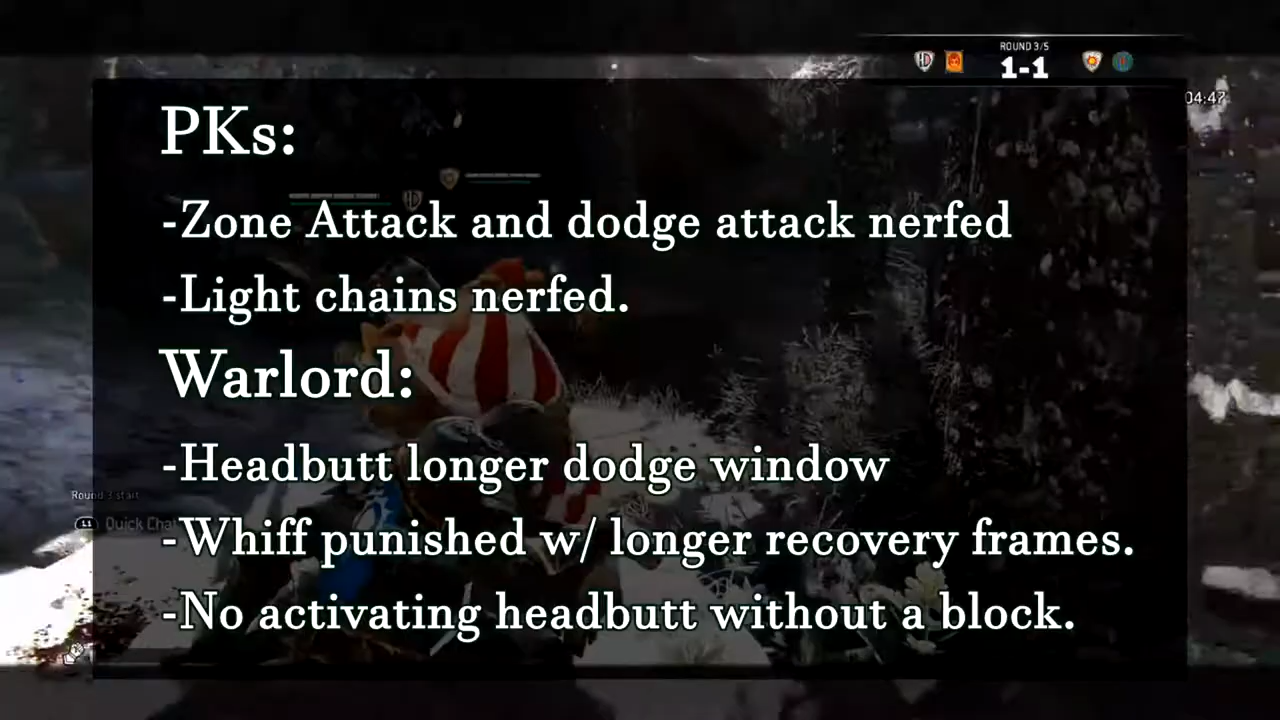 ROUND 3/5
1-1
04:47
PKs:
-Zone Attack and dodge attack nerfed
-Light chains nerfed.
Warlord:
-Headbutt longer dodge window
Round 3 start
Quick Chat
-Whiff punished w/ longer recovery frames.
-No activating headbutt without a block.